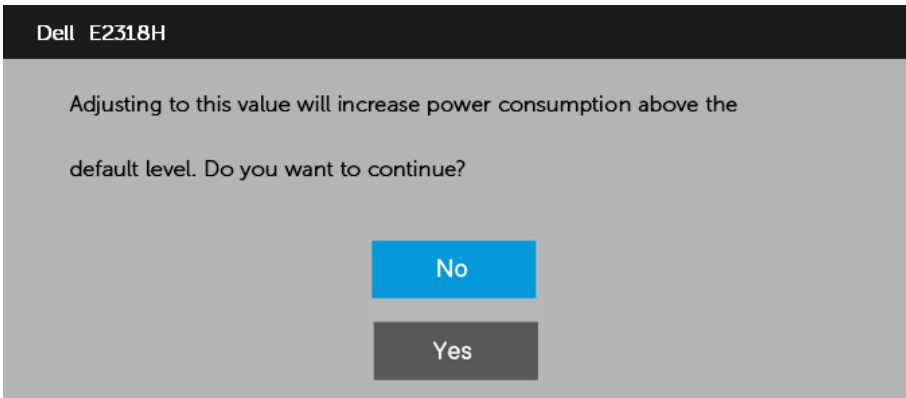 Dell E2318H
Adjusting to this value will increase power consumption above the
default level. Do you want to continue?
No
Yes